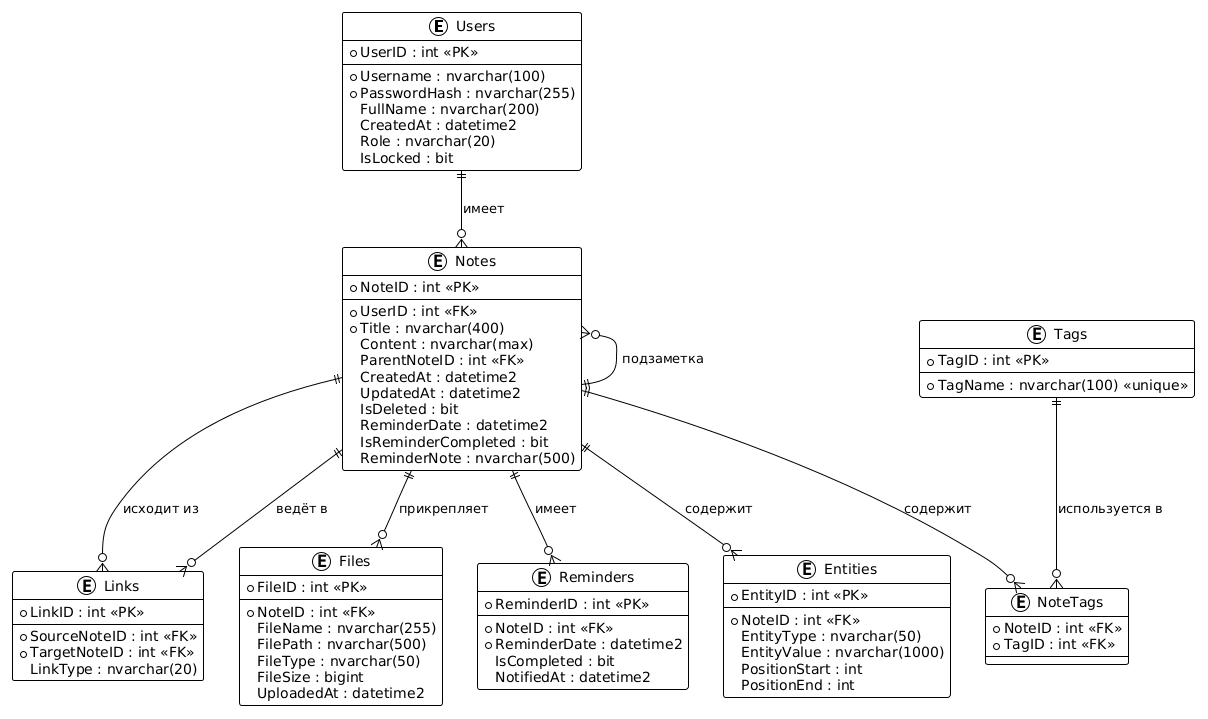 E Users
UserID : int «PK»
Username : nvarchar(100)
PasswordHash : nvarchar(255)
FullName : nvarchar(200)
CreatedAt : datetime2
Role : nvarchar(20)
IsLocked : bit
имеет
E Notes
NoteID : int «PK»
UserID : int «FK»
Title : nvarchar(400)
Content : nvarchar(max)
ParentNoteID : int «FK»
CreatedAt : datetime2
UpdatedAt : datetime2
IsDeleted : bit
ReminderDate : datetime2
IsReminderCompleted : bit
ReminderNote : nvarchar(500)
подзаметка
E Tags
TagID : int «PK»
TagName : nvarchar(100) «unique»
исходит из
ведёт в
прикрепляет
имеет
содержит
содержит
используется в
E Links
LinkID : int «PK»
SourceNoteID : int «FK»
TargetNoteID : int «FK»
LinkType : nvarchar(20)
E Files
FileID : int «PK»
NoteID : int «FK»
FileName : nvarchar(255)
FilePath : nvarchar(500)
FileType : nvarchar(50)
FileSize : bigint
UploadedAt : datetime2
E Reminders
ReminderID : int «PK»
NoteID : int «FK»
ReminderDate : datetime2
IsCompleted : bit
NotifiedAt : datetime2
E Entities
EntityID : int «PK»
NoteID : int «FK»
EntityType : nvarchar(50)
EntityValue : nvarchar(1000)
PositionStart : int
PositionEnd : int
E NoteTags
NoteID : int «FK»
TagID : int «FK»